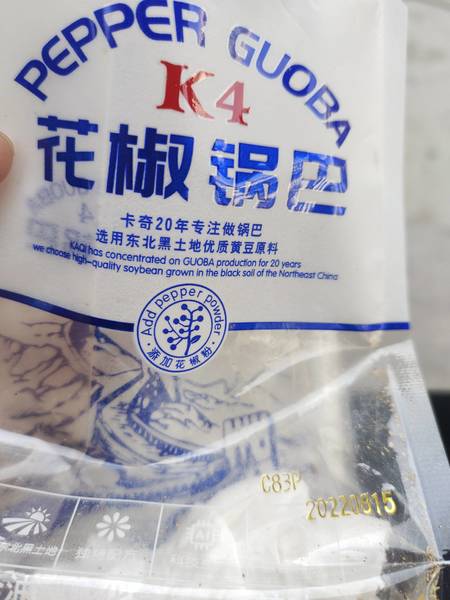 PEPPER GUOBA
K4
花椒锅巴
卡奇20年专注做锅巴
选用东北黑土地优质黄豆原料
KAQI has concentrated on GUOBA production for 20 years
we choose high-quality soybean grown in the black soil of the Northeast China
Add pepper powder
添加花椒粉
C83P
20220815
东北黑土地